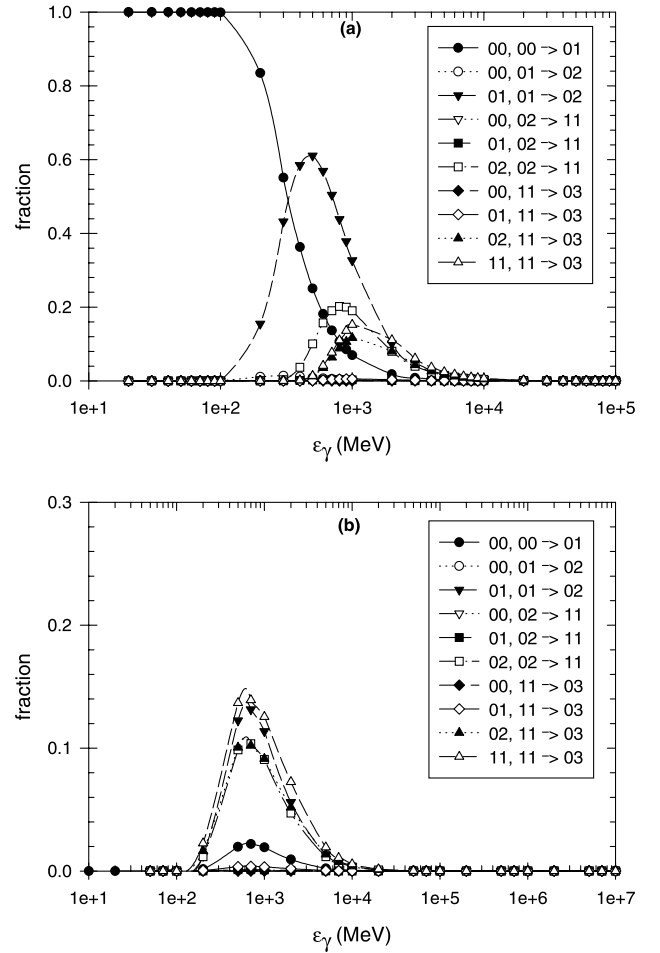 (a)
1.0
0.8
0.6
0.4
0.2
0.0
fraction
00, 00 –> 01
00, 01 –> 02
01, 01 –> 02
00, 02 –> 11
01, 02 –> 11
02, 02 –> 11
00, 11 –> 03
01, 11 –> 03
02, 11 –> 03
11, 11 –> 03
1e+1 1e+2 1e+3 1e+4 1e+5
εγ (MeV)
(b)
0.3
0.2
0.1
0.0
fraction
00, 00 –> 01
00, 01 –> 02
01, 01 –> 02
00, 02 –> 11
01, 02 –> 11
02, 02 –> 11
00, 11 –> 03
01, 11 –> 03
02, 11 –> 03
11, 11 –> 03
1e+1 1e+2 1e+3 1e+4 1e+5 1e+6 1e+7
εγ (MeV)